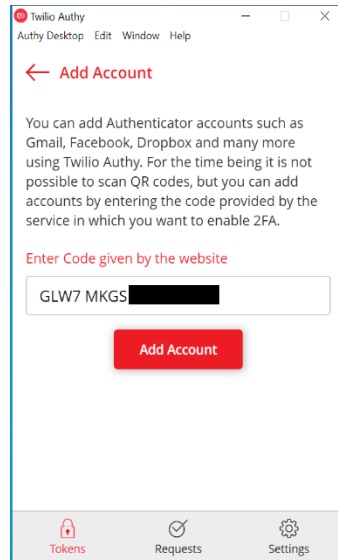 Twilio Authy
Authy Desktop Edit Window Help
Add Account
You can add Authenticator accounts such as
Gmail, Facebook, Dropbox and many more
using Twilio Authy. For the time being it is not
possible to scan QR codes, but you can add
accounts by entering the code provided by the
service in which you want to enable 2FA.
Enter Code given by the website
GLW7 MKGS
Add Account
Tokens Requests Settings